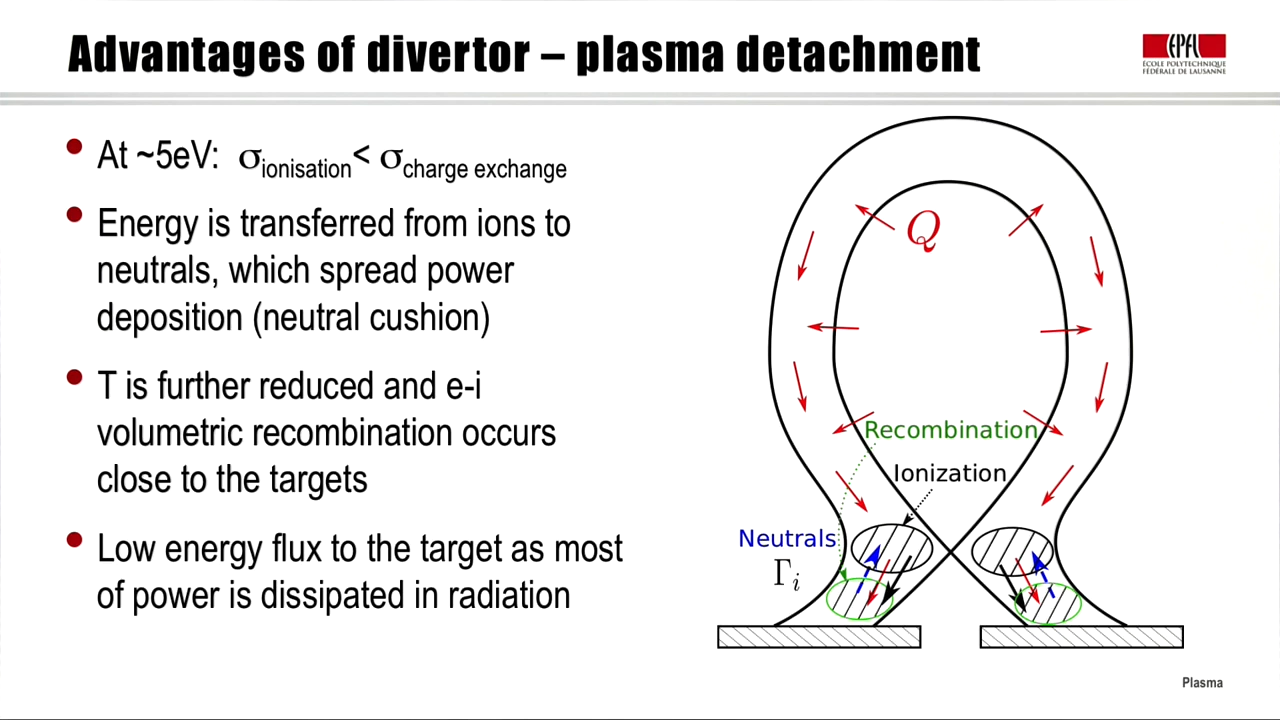 Advantages of divertor – plasma detachment
EPFL
ÉCOLE POLYTECHNIQUE
FÉDÉRALE DE LAUSANNE
• At ~5eV: σionisation< σcharge exchange
• Energy is transferred from ions to
neutrals, which spread power
deposition (neutral cushion)
• T is further reduced and e-i
volumetric recombination occurs
close to the targets
• Low energy flux to the target as most
of power is dissipated in radiation
Q
Recombination
Ionization
Neutrals
Γi
Plasma